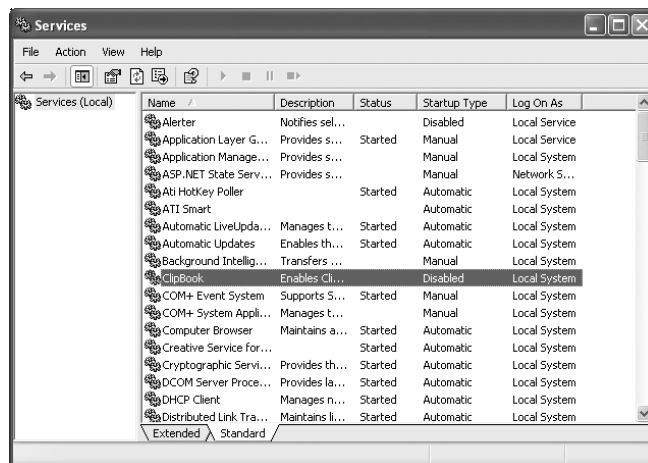 Services
File Action View Help
Services (Local)
Name Description Status Startup Type Log On As
Alerter Notifies sel... Disabled Local Service
Application Layer G... Provides s... Started Manual Local Service
Application Manage... Provides s... Manual Local System
ASP.NET State Serv... Provides s... Manual Network S...
Ati HotKey Poller Started Automatic Local System
ATI Smart Automatic Local System
Automatic LiveUpda... Manages t... Started Automatic Local System
Automatic Updates Enables th... Started Automatic Local System
Background Intellig... Transfers ... Manual Local System
ClipBook Enables Cli... Disabled Local System
COM+ Event System Supports S... Started Manual Local System
COM+ System Appli... Manages t... Manual Local System
Computer Browser Maintains a... Started Automatic Local System
Creative Service for... Started Automatic Local System
Cryptographic Servi... Provides th... Started Automatic Local System
DCOM Server Proce... Provides la... Started Automatic Local System
DHCP Client Manages n... Started Automatic Local System
Distributed Link Tra... Maintains li... Started Automatic Local System
Extended Standard